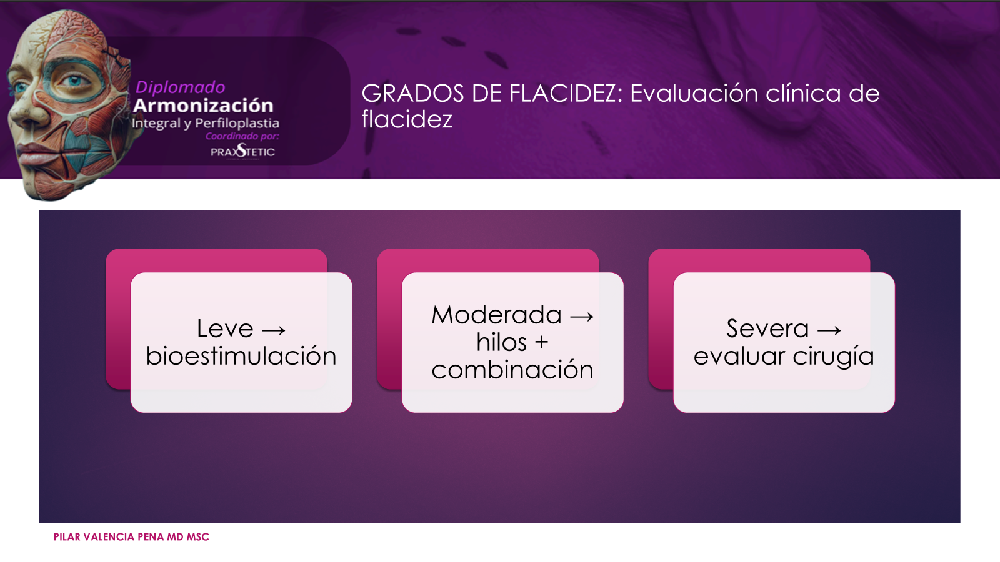 Diplomado
Armonización
Integral y Perfiloplastia
Coordinado por:
PRAXSTETIC
GRADOS DE FLACIDEZ: Evaluación clínica de
flacidez
Leve →
bioestimulación
Moderada →
hilos +
combinación
Severa →
evaluar cirugía
PILAR VALENCIA PENA MD MSC